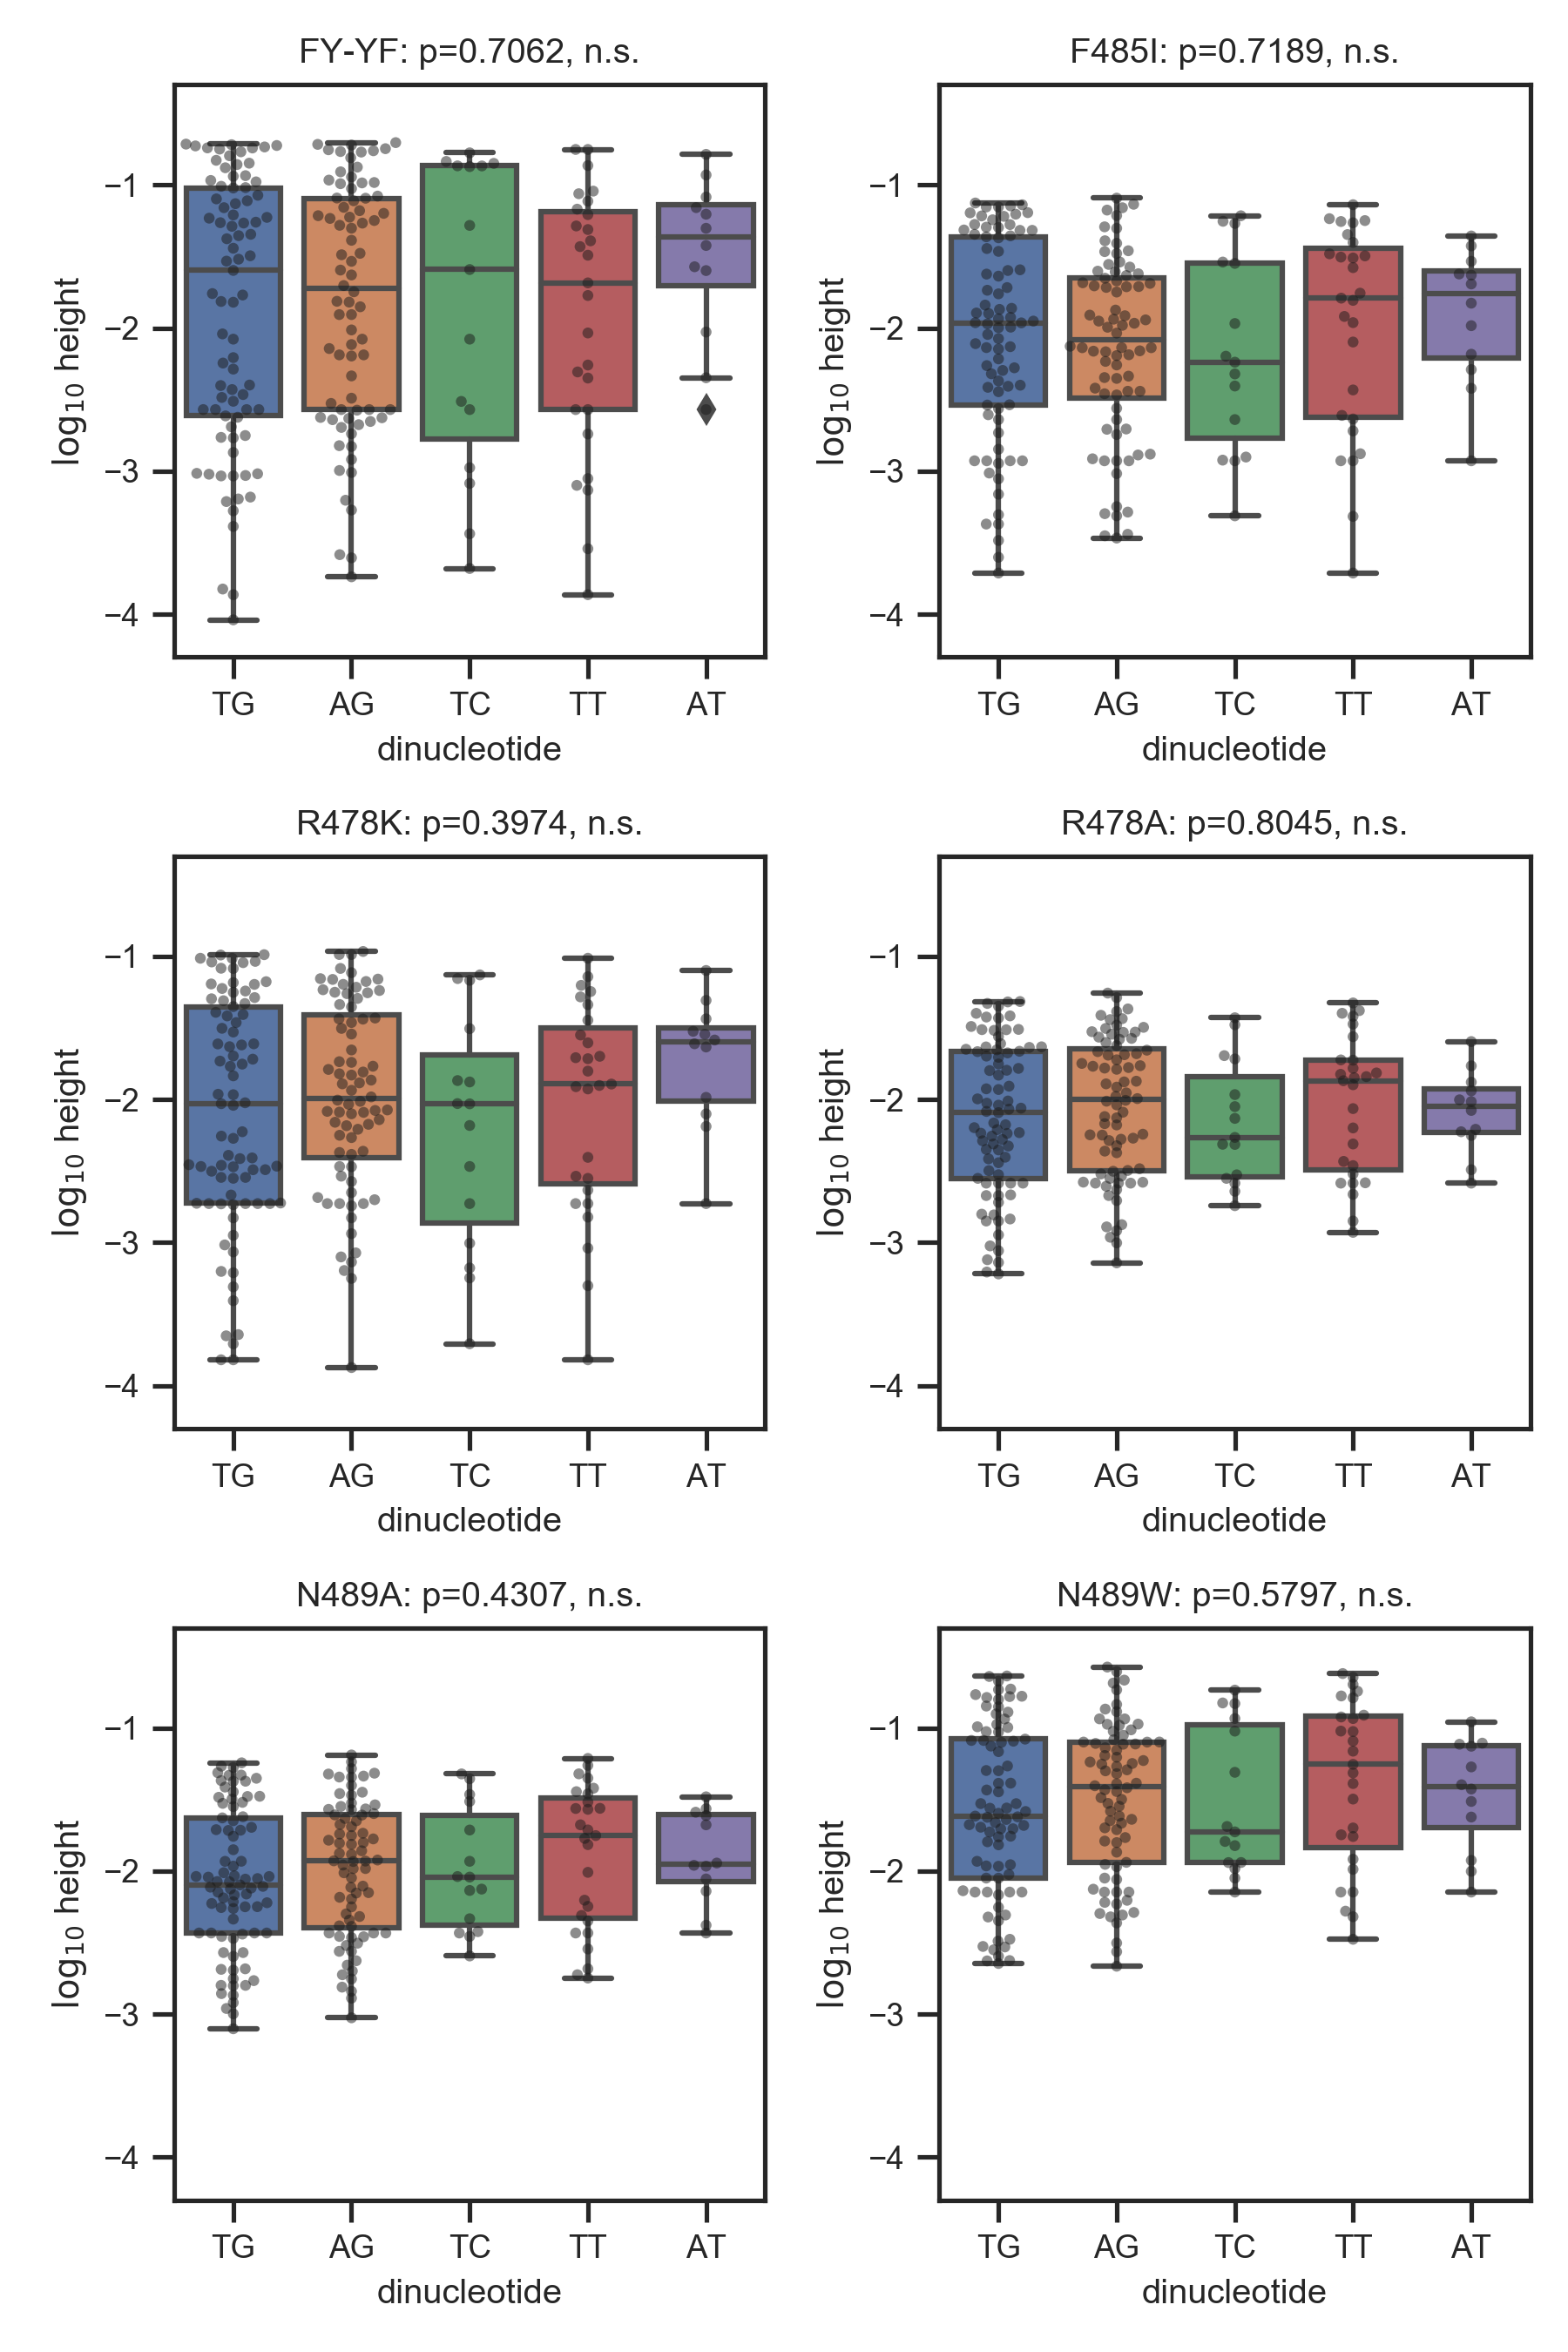 FY-YF: p=0.7062, n.s.
F485I: p=0.7189, n.s.
log10 height
−1
−2
−3
−4
TG AG TC TT AT
dinucleotide
log10 height
−1
−2
−3
−4
TG AG TC TT AT
dinucleotide
R478K: p=0.3974, n.s.
R478A: p=0.8045, n.s.
log10 height
−1
−2
−3
−4
TG AG TC TT AT
dinucleotide
log10 height
−1
−2
−3
−4
TG AG TC TT AT
dinucleotide
N489A: p=0.4307, n.s.
N489W: p=0.5797, n.s.
log10 height
−1
−2
−3
−4
TG AG TC TT AT
dinucleotide
log10 height
−1
−2
−3
−4
TG AG TC TT AT
dinucleotide